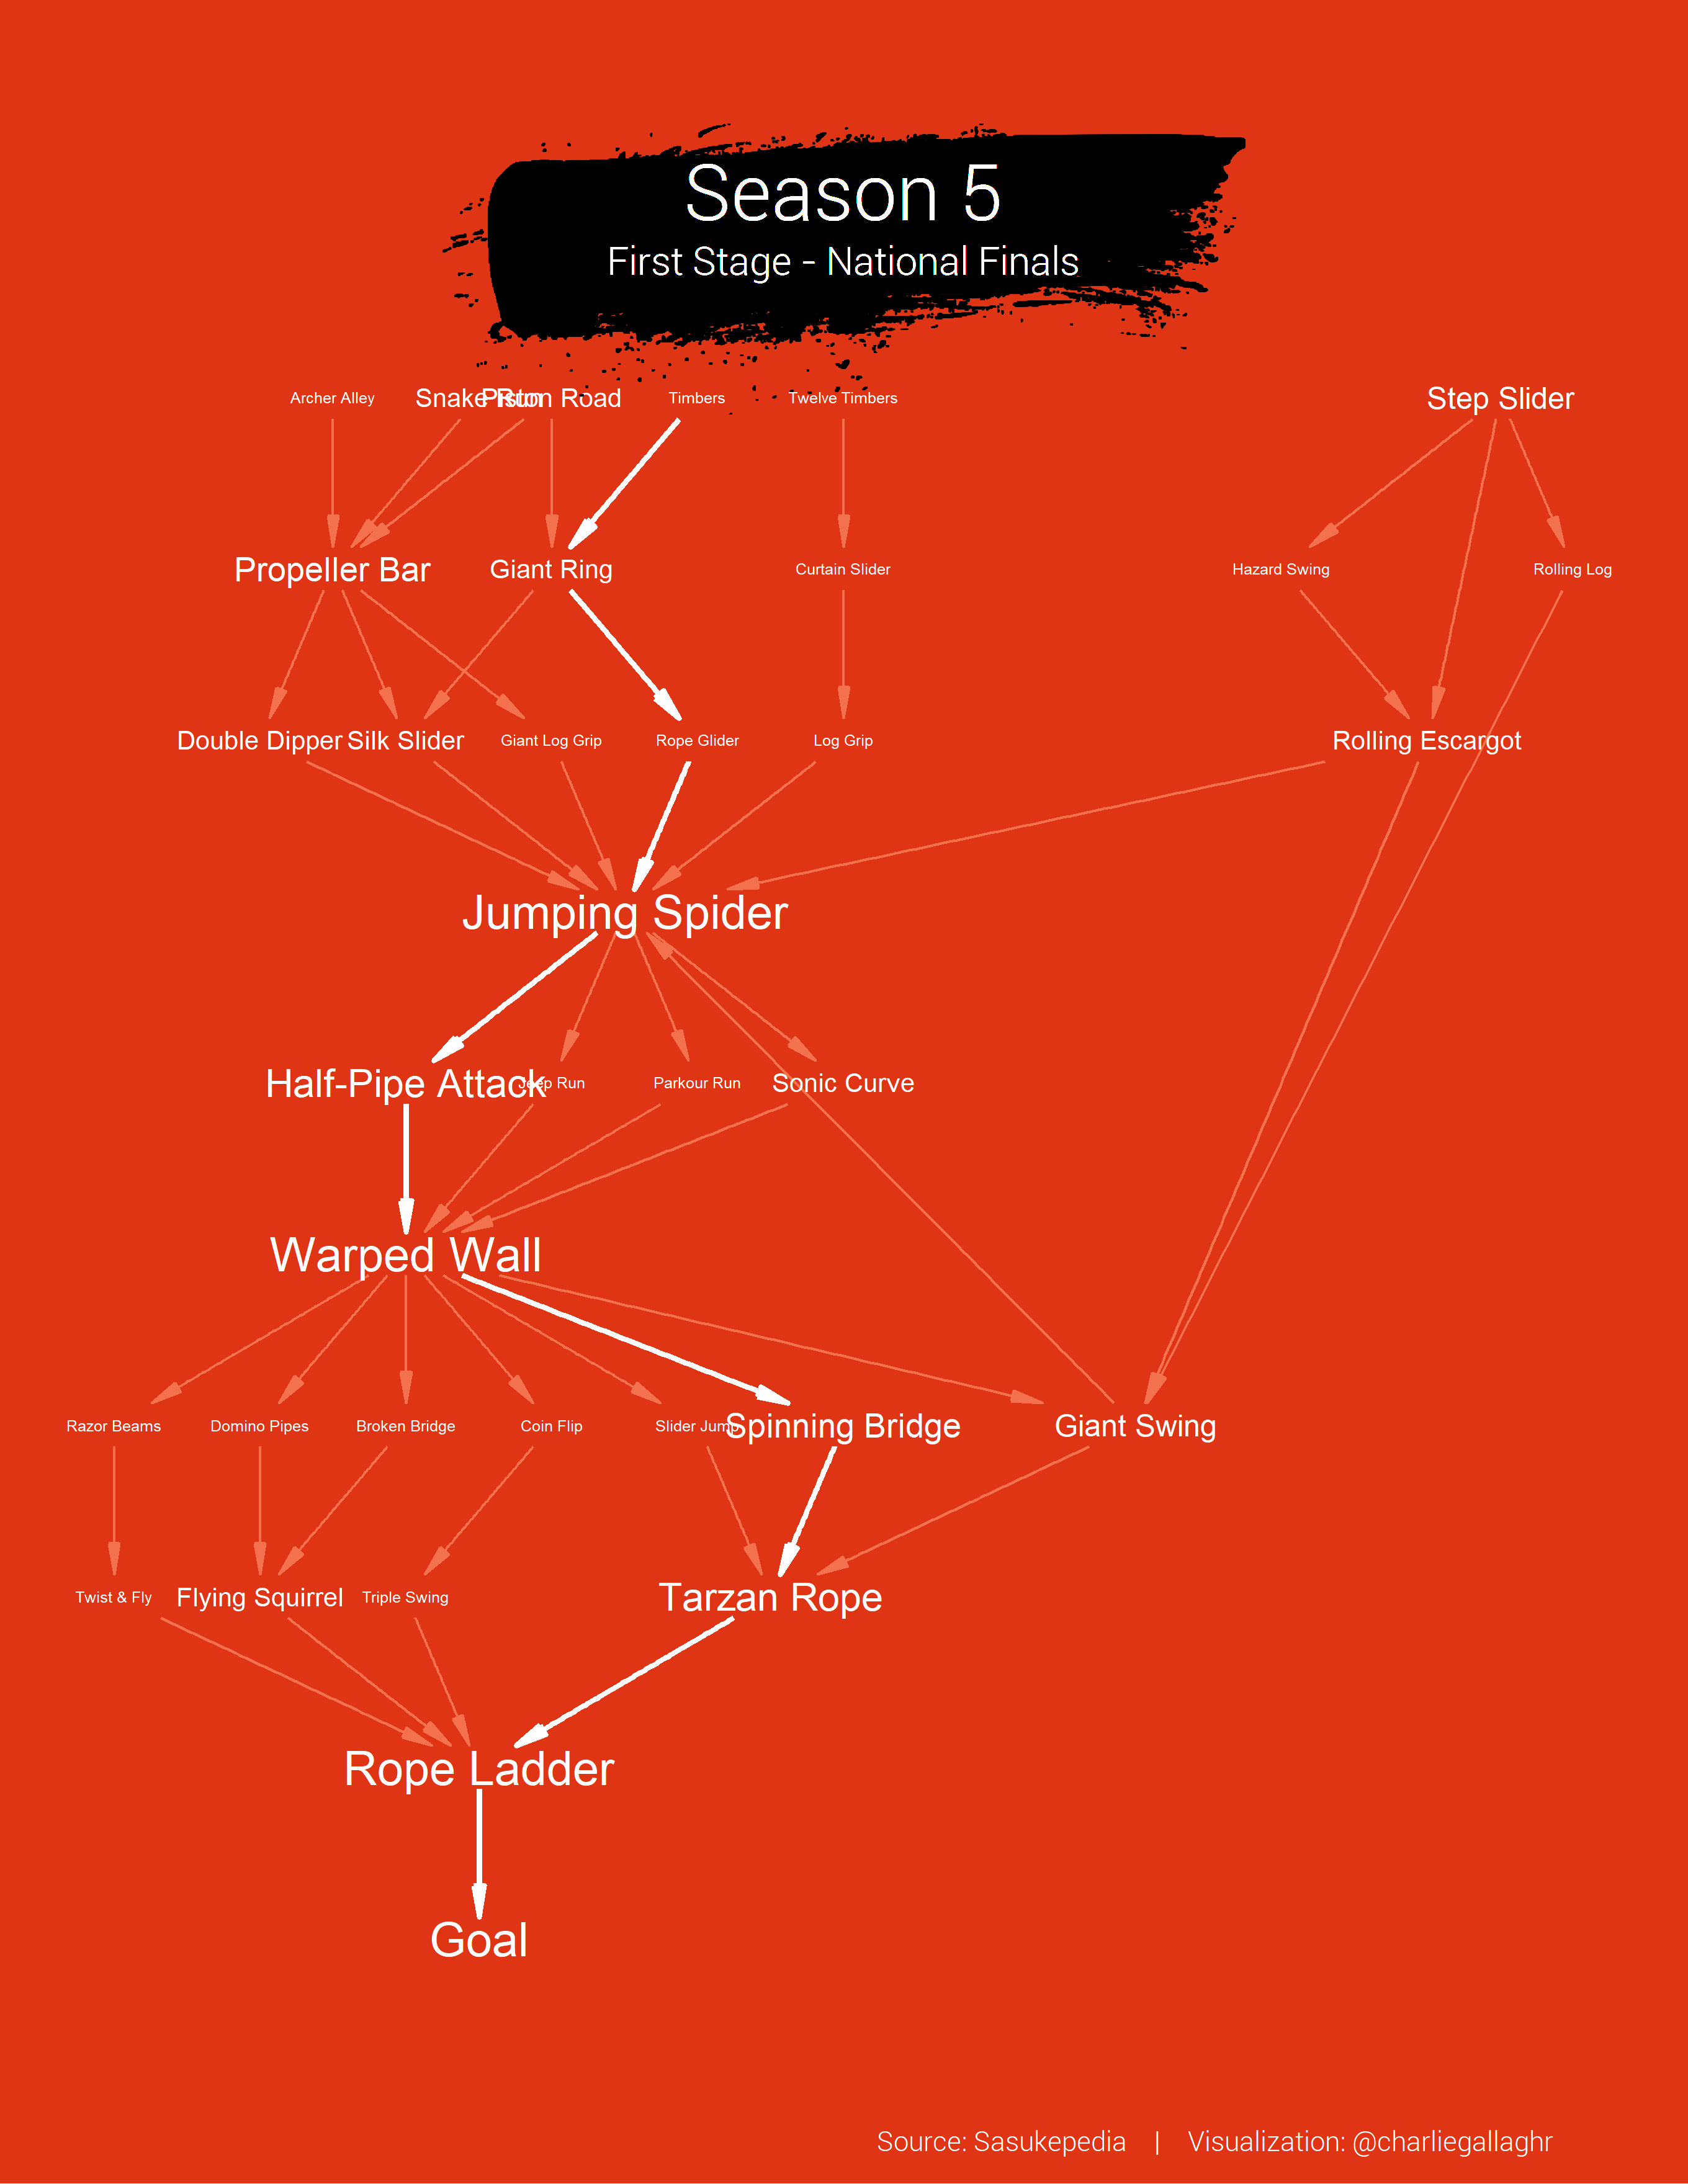 Season 5
First Stage - National Finals
Archer Alley
Snake Run
Piston Road
Timbers
Twelve Timbers
Step Slider
Propeller Bar
Giant Ring
Curtain Slider
Hazard Swing
Rolling Log
Double Dipper
Silk Slider
Giant Log Grip
Rope Glider
Log Grip
Rolling Escargot
Jumping Spider
Half-Pipe Attack
Jeep Run
Parkour Run
Sonic Curve
Warped Wall
Razor Beams
Domino Pipes
Broken Bridge
Coin Flip
Slider Jump
Spinning Bridge
Giant Swing
Twist & Fly
Flying Squirrel
Triple Swing
Tarzan Rope
Rope Ladder
Goal
Source: Sasukepedia | Visualization: @charliegallaghr